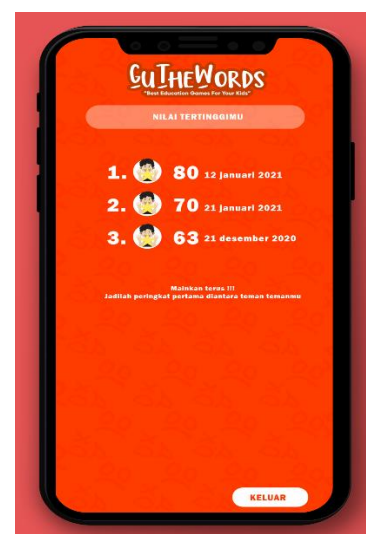 GUTHEWORDS
"Best Education Games For Your Kids"
NILAI TERTINGGIMU
1. 80 12 januari 2021
2. 70 21 januari 2021
3. 63 21 desember 2020
Mainkan terus !!!
Jadilah peringkat pertama diantara teman temanmu
KELUAR